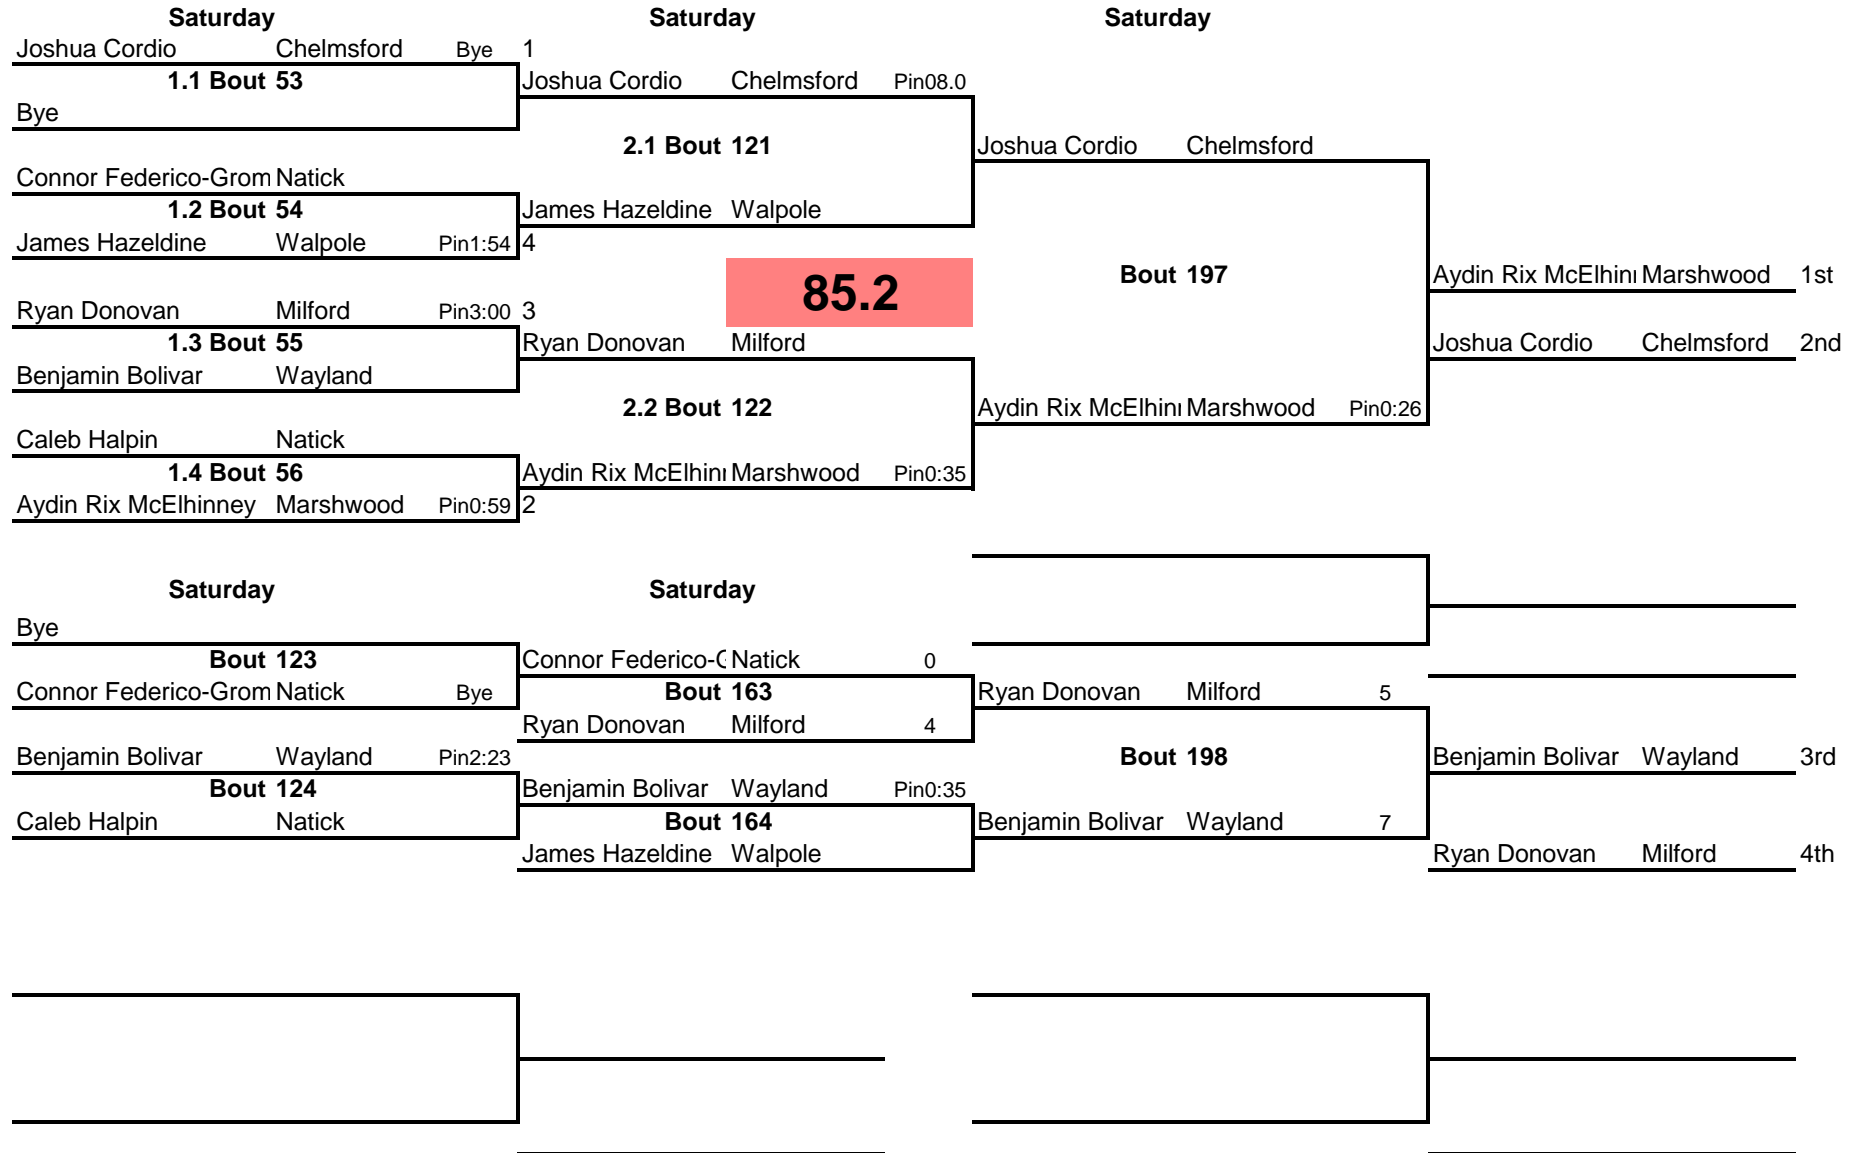 Saturday Saturday Saturday
Joshua Cordio Chelmsford Bye 1
1.1 Bout 53 Joshua Cordio Chelmsford Pin08.0
Bye
2.1 Bout 121 Joshua Cordio Chelmsford
Connor Federico-Grom Natick
1.2 Bout 54 James Hazeldine Walpole
James Hazeldine Walpole Pin1:54 4
85.2 Bout 197 Aydin Rix McElhin Marshwood 1st
Ryan Donovan Milford Pin3:00 3
1.3 Bout 55 Ryan Donovan Milford Joshua Cordio Chelmsford 2nd
Benjamin Bolivar Wayland
2.2 Bout 122 Aydin Rix McElhin Marshwood Pin0:26
Caleb Halpin Natick
1.4 Bout 56 Aydin Rix McElhin Marshwood Pin0:35
Aydin Rix McElhinney Marshwood Pin0:59 2
Saturday Saturday
Bye
Bout 123 Connor Federico- Natick 0
Connor Federico-Grom Natick Bye Bout 163 Ryan Donovan Milford 5
Ryan Donovan Milford 4
Benjamin Bolivar Wayland Pin2:23 Bout 198 Benjamin Bolivar Wayland 3rd
Bout 124 Benjamin Bolivar Wayland Pin0:35
Caleb Halpin Natick Bout 164 Benjamin Bolivar Wayland 7
James Hazeldine Walpole Ryan Donovan Milford 4th